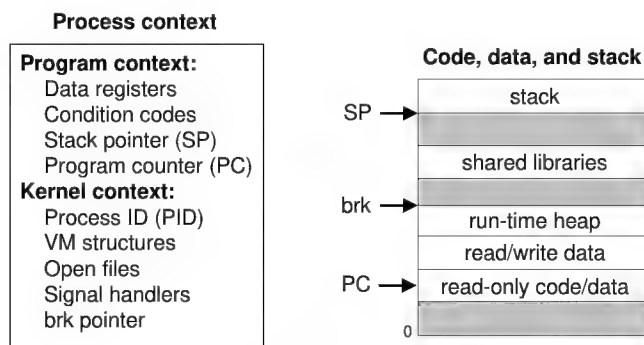 Process context
Program context:
Data registers
Condition codes
Stack pointer (SP)
Program counter (PC)
Kernel context:
Process ID (PID)
VM structures
Open files
Signal handlers
brk pointer
Code, data, and stack
stack
SP
shared libraries
brk
run-time heap
read/write data
PC
read-only code/data
0